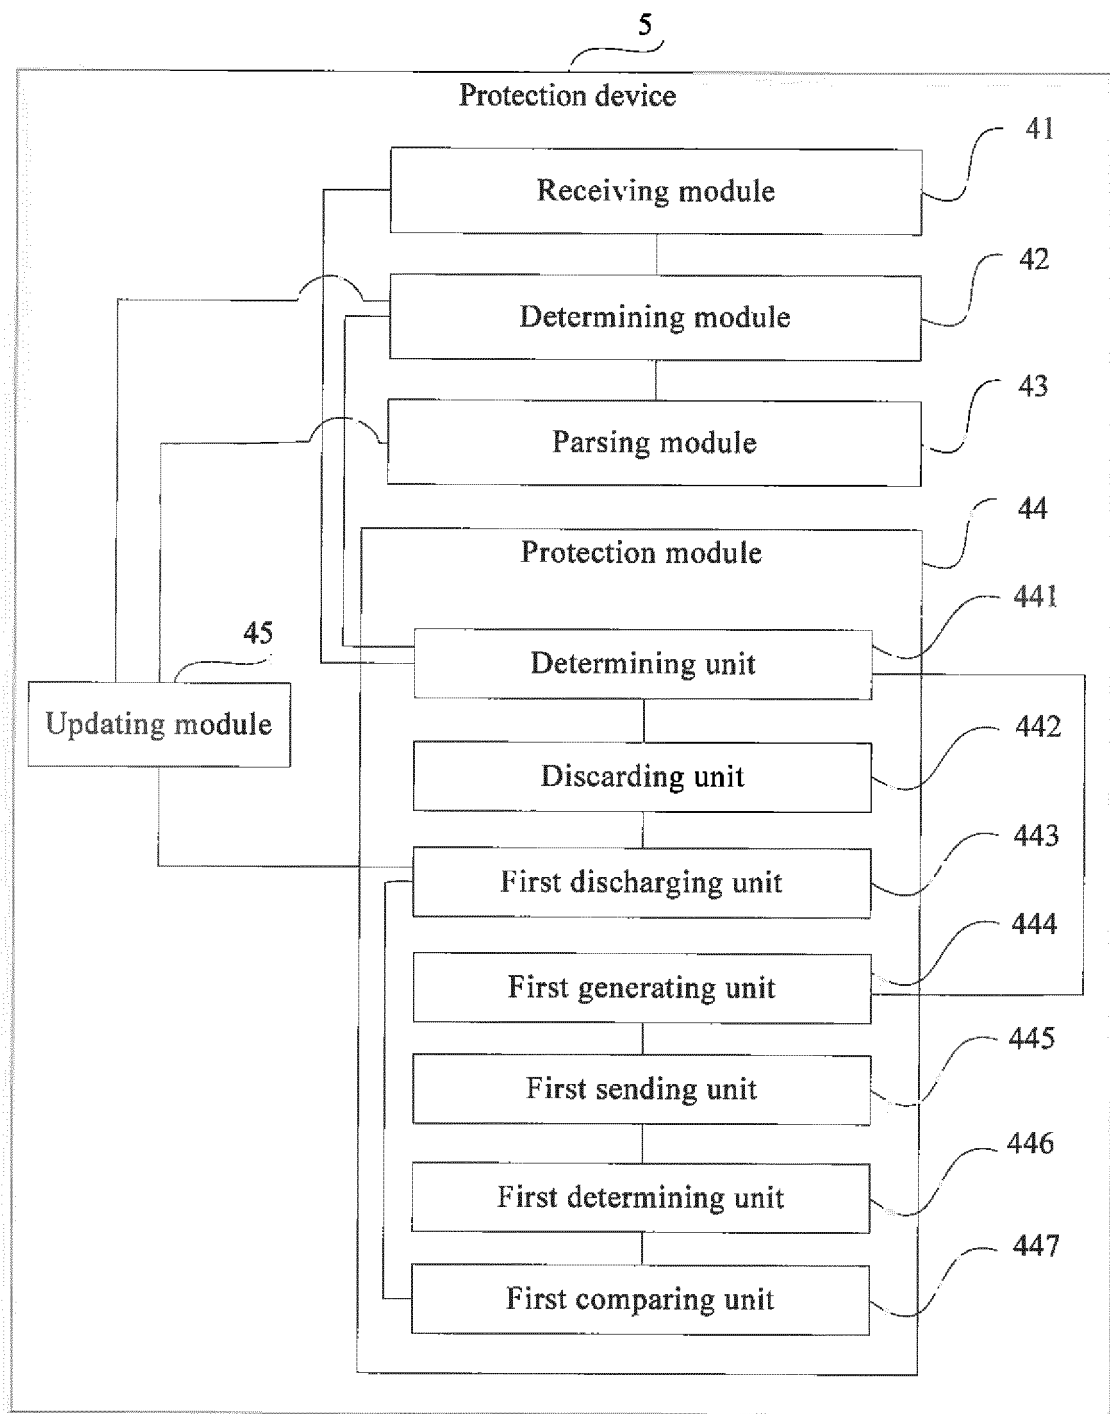 5
Protection device
41
Receiving module
42
Determining module
43
Parsing module
44
Protection module
441
Determining unit
45
Updating module
442
Discarding unit
443
First discharging unit
444
First generating unit
445
First sending unit
446
First determining unit
447
First comparing unit